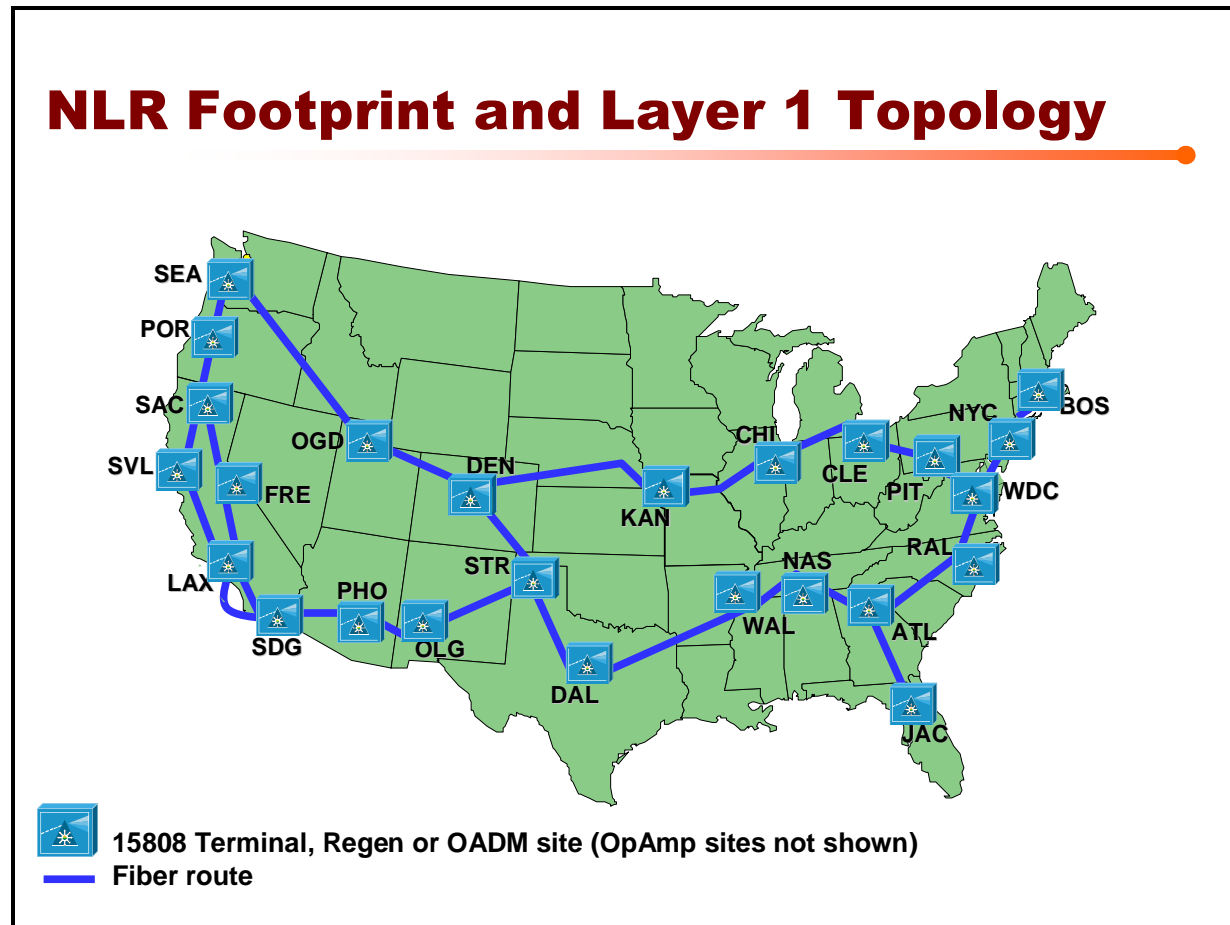 NLR Footprint and Layer 1 Topology
SEA
POR
SAC
NYC
BOS
OGD
CHI
SVL
DEN
CLE
FRE
PIT
WDC
KAN
RAL
NAS
STR
LAX
PHO
WAL
ATL
SDG
OLG
DAL
JAC
15808 Terminal, Regen or OADM site (OpAmp sites not shown)
Fiber route